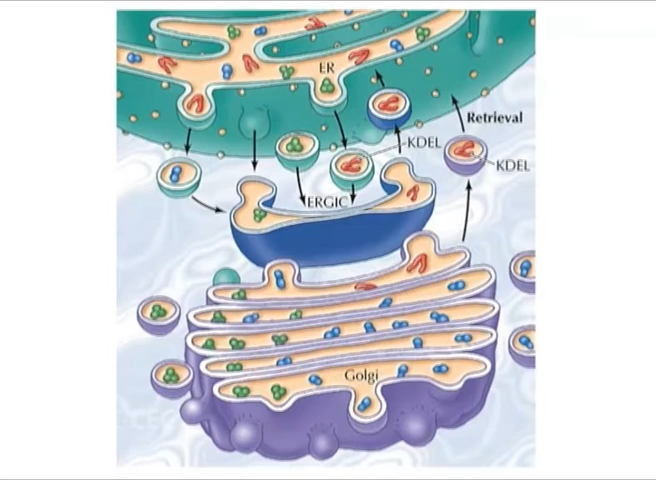 ER
Retrieval
KDEL
KDEL
ERGIC
Golgi